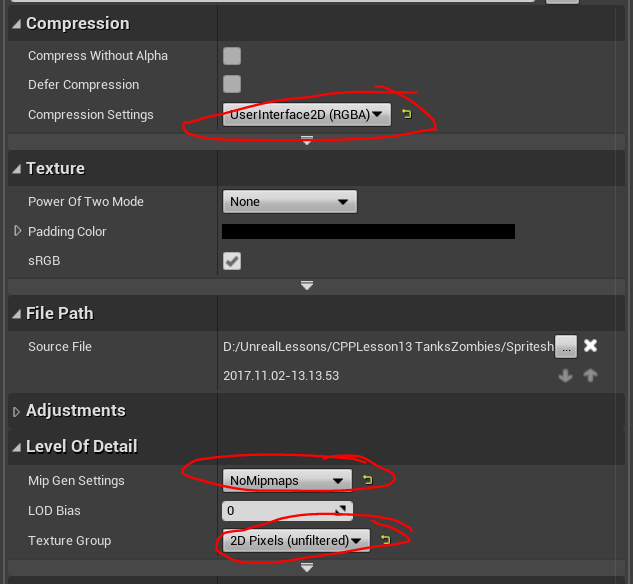 Compression
Compress Without Alpha
Defer Compression
Compression Settings UserInterface2D (RGBA)
Texture
Power Of Two Mode None
Padding Color
sRGB
File Path
Source File D:/UnrealLessons/CPPLesson13 TanksZombies/Spritesh ...
2017.11.02-13.13.53
Adjustments
Level Of Detail
Mip Gen Settings NoMipmaps
LOD Bias 0
Texture Group 2D Pixels (unfiltered)